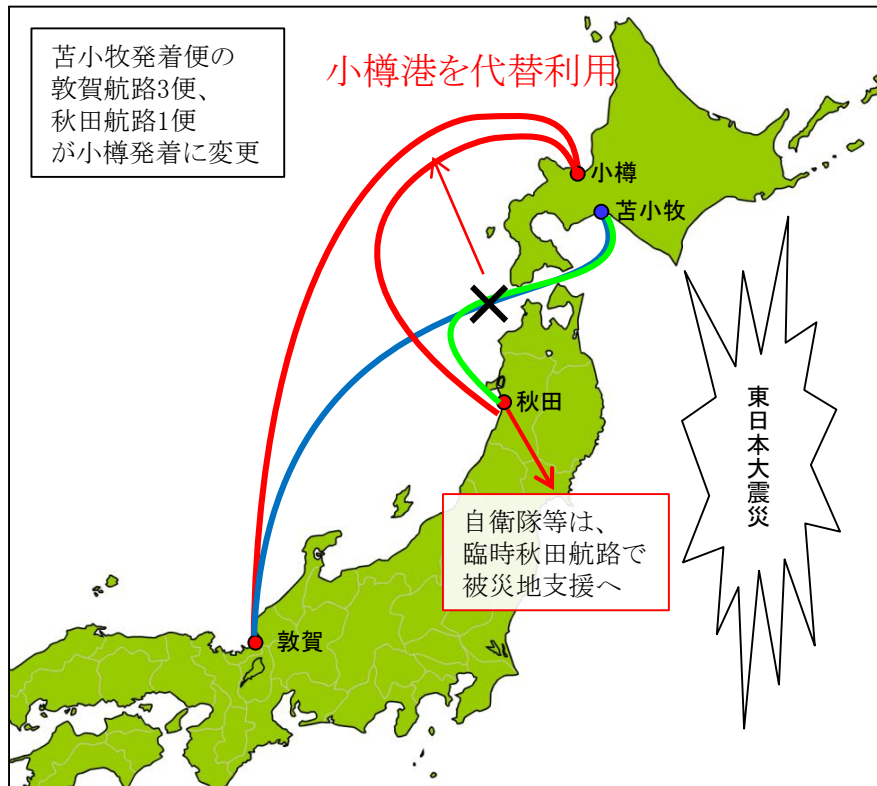 苫小牧発着便の
敦賀航路3便、
秋田航路1便
が小樽発着に変更
小樽港を代替利用
小樽
苫小牧
秋田
東日本大震災
自衛隊等は、
臨時秋田航路で
被災地支援へ
敦賀